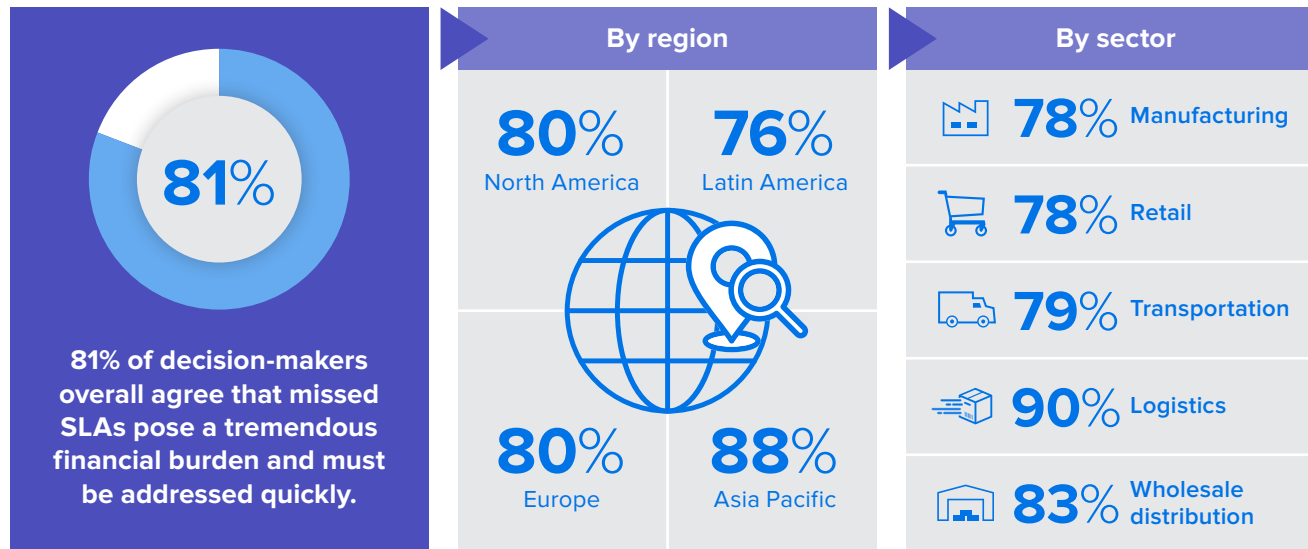 81%
81% of decision-makers
overall agree that missed
SLAs pose a tremendous
financial burden and must
be addressed quickly.
By region
80%
North America
76%
Latin America
80%
Europe
88%
Asia Pacific
By sector
78% Manufacturing
78% Retail
79% Transportation
90% Logistics
83% Wholesale
distribution